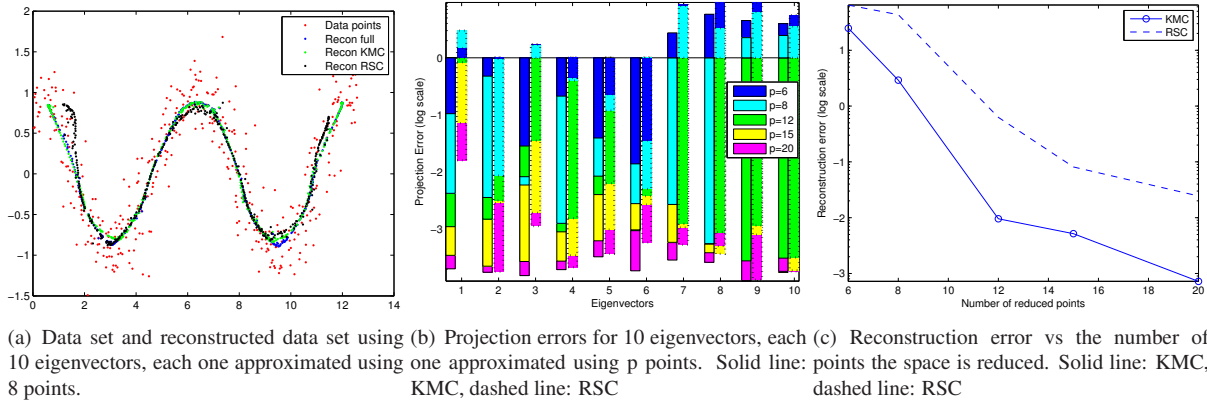 Data points
Recon full
Recon KMC
Recon RSC
2
1.5
1
0.5
0
−0.5
−1
−1.5
0 2 4 6 8 10 12 14
Projection Error (log scale)
0
−1
−2
−3
p=6
p=8
p=12
p=15
p=20
1 2 3 4 5 6 7 8 9 10
Eigenvectors
Reconstruction error (log scale)
1
0
−1
−2
−3
KMC
RSC
6 8 10 12 14 16 18 20
Number of reduced points
(a) Data set and reconstructed data set using
10 eigenvectors, each one approximated using
8 points.
(b) Projection errors for 10 eigenvectors, each
one approximated using p points. Solid line:
KMC, dashed line: RSC
(c) Reconstruction error vs the number of
points the space is reduced. Solid line: KMC,
dashed line: RSC